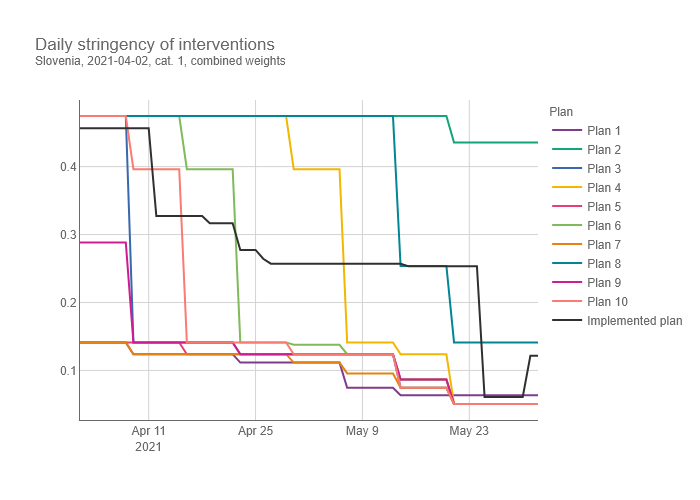 Daily stringency of interventions
Slovenia, 2021-04-02, cat. 1, combined weights
Plan
Plan 1
Plan 2
Plan 3
Plan 4
Plan 5
Plan 6
Plan 7
Plan 8
Plan 9
Plan 10
Implemented plan
0.4
0.3
0.2
0.1
Apr 11
2021
Apr 25
May 9
May 23